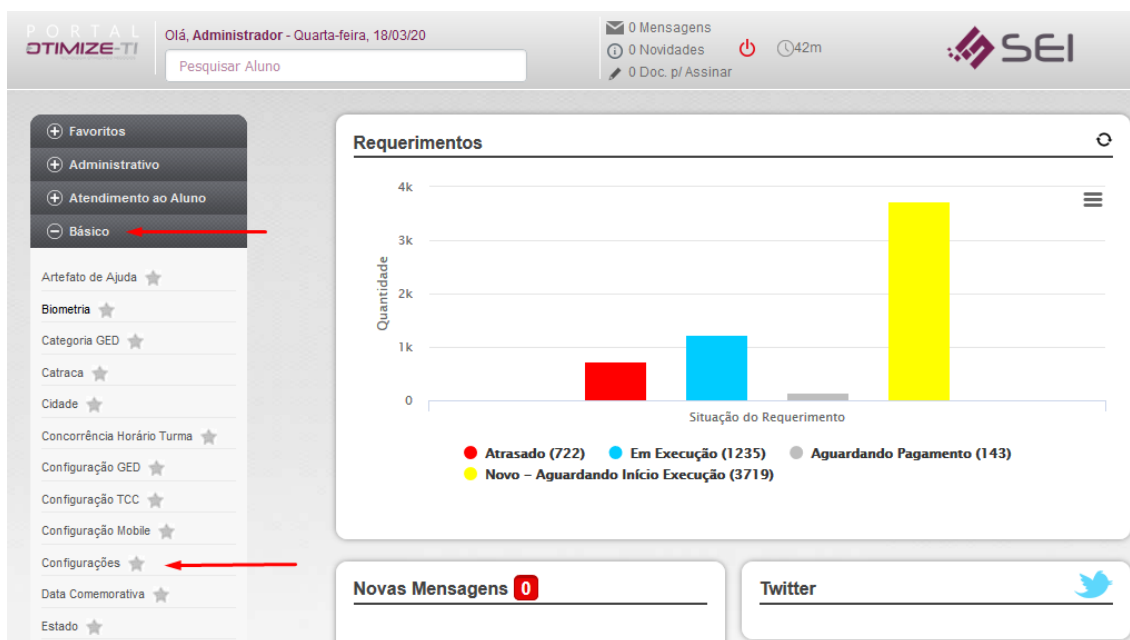 PORTAL
OTIMIZE-TI
Olá, Administrador - Quarta-feira, 18/03/20
Pesquisar Aluno
0 Mensagens
0 Novidades
42m
0 Doc. p/ Assinar
SEI
Favoritos
Administrativo
Atendimento ao Aluno
Básico
Artefato de Ajuda
Biometria
Categoria GED
Catraca
Cidade
Concorrência Horário Turma
Configuração GED
Configuração TCC
Configuração Mobile
Configurações
Data Comemorativa
Estado
Requerimentos
4k
3k
2k
1k
0
Quantidade
Situação do Requerimento
Atrasado (722) Em Execução (1235) Aguardando Pagamento (143)
Novo – Aguardando Início Execução (3719)
Novas Mensagens 0
Twitter